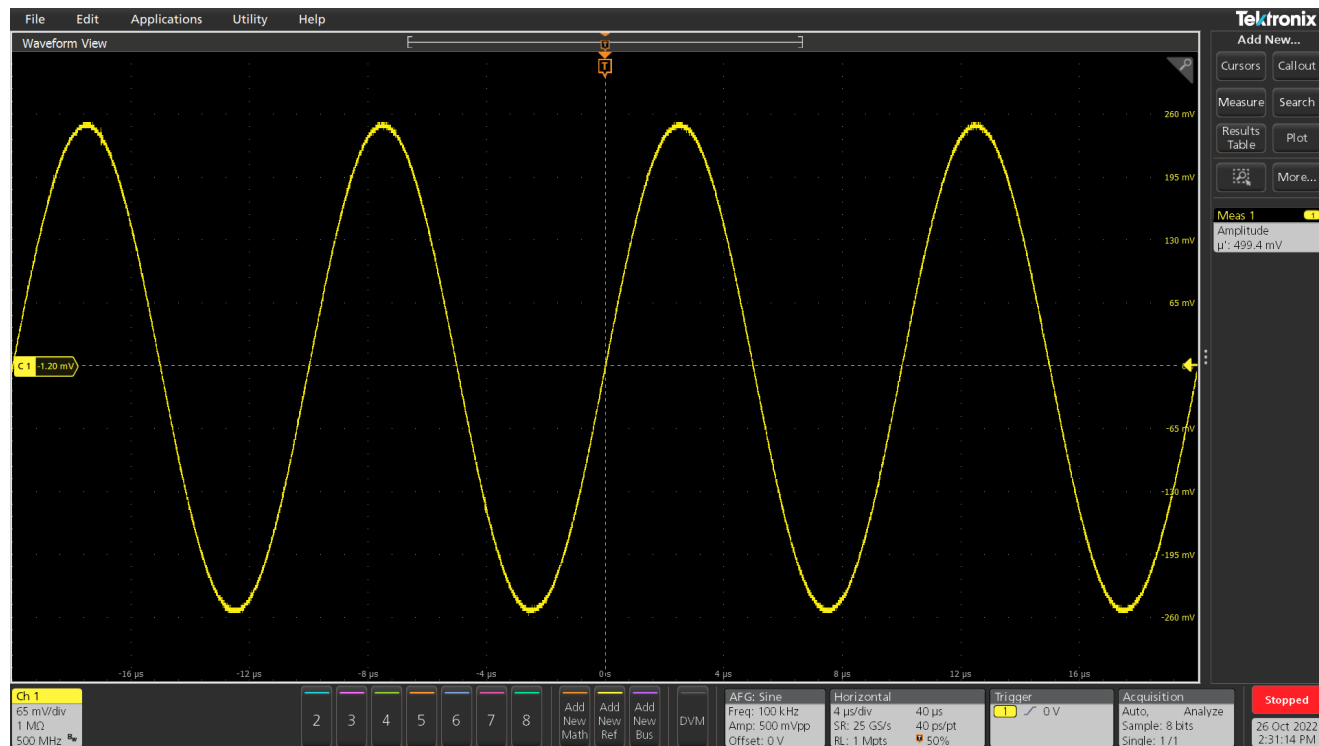 File Edit Applications Utility Help
Tektronix
Waveform View
Add New...
T
T
Cursors Callout
Measure Search
Results Table Plot
More...
Meas 1 1
Amplitude
µ': 499.4 mV
260 mV
195 mV
130 mV
65 mV
C 1 -1.20 mV
-65 mV
-130 mV
-195 mV
-260 mV
-16 µs -12 µs -8 µs -4 µs 0 s 4 µs 8 µs 12 µs 16 µs
Ch 1
65 mV/div
1 MΩ
500 MHz Bw
2 3 4 5 6 7 8
Add New Math
Add New Ref
Add New Bus
DVM
AFG: Sine
Freq: 100 kHz
Amp: 500 mVpp
Offset: 0 V
Horizontal
4 µs/div 40 µs
SR: 25 GS/s 40 ps/pt
RL: 1 Mpts 50%
Trigger
1 0 V
Acquisition
Auto, Analyze
Sample: 8 bits
Single: 1/1
Stopped
26 Oct 2022
2:31:14 PM